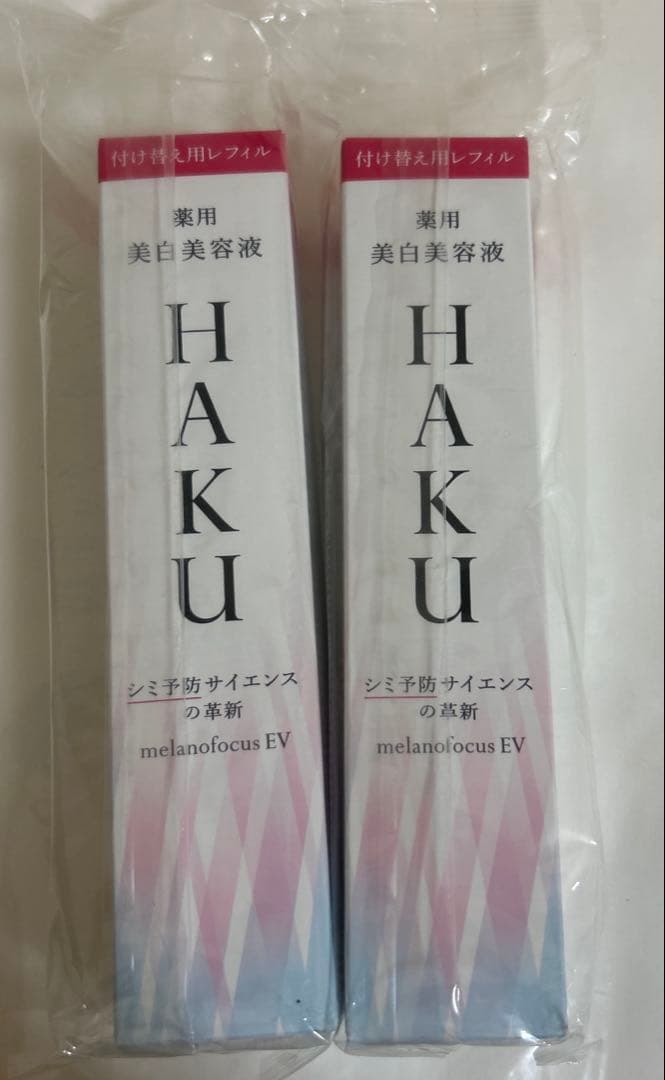 付け替え用レフィル
薬用
美白美容液
HAKU
シミ予防サイエンス
の革新
melanofocus EV
付け替え用レフィル
薬用
美白美容液
HAKU
シミ予防サイエンス
の革新
melanofocus EV